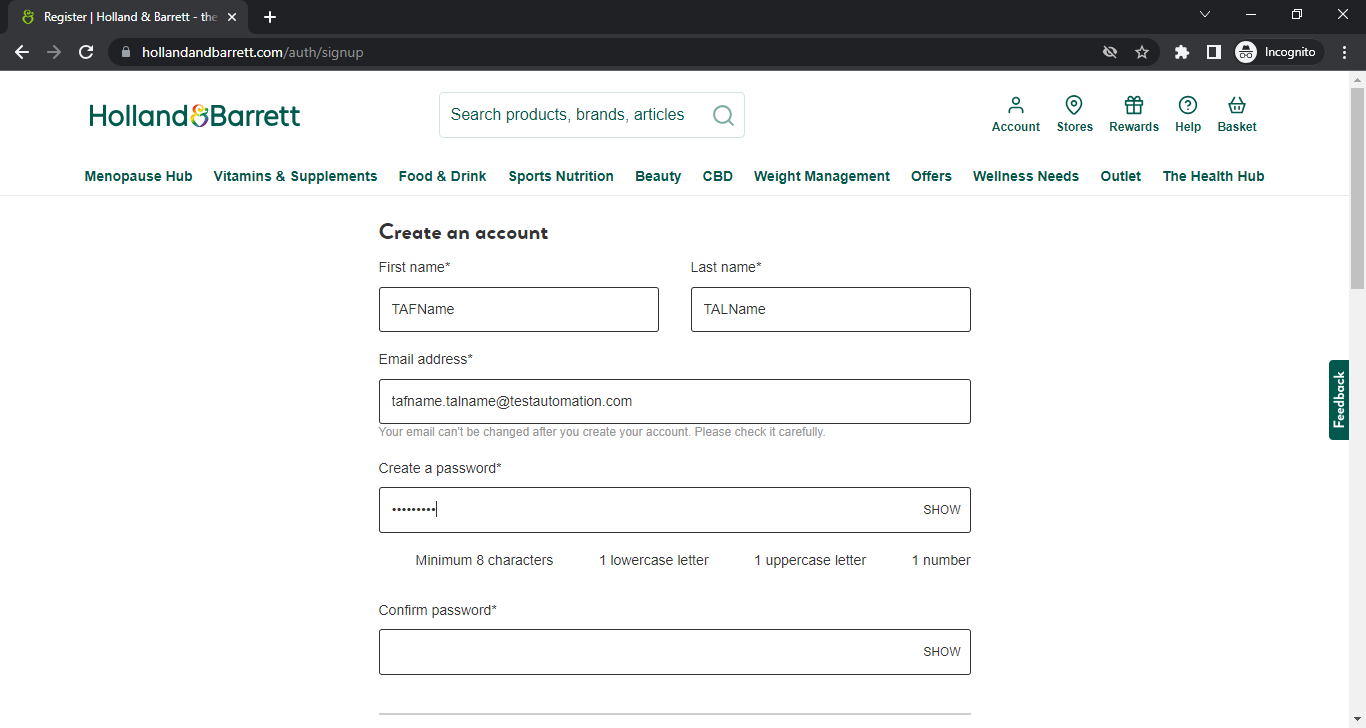 Register | Holland & Barrett - the
hollandandbarrett.com/auth/signup
Incognito
Holland&Barrett
Search products, brands, articles
Account Stores Rewards Help Basket
Menopause Hub Vitamins & Supplements Food & Drink Sports Nutrition Beauty CBD Weight Management Offers Wellness Needs Outlet The Health Hub
Create an account
First name* Last name*
TAFName TALName
Email address*
tafname.talname@testautomation.com
Your email can't be changed after you create your account. Please check it carefully.
Feedback
Create a password*
••••••••• SHOW
Minimum 8 characters 1 lowercase letter 1 uppercase letter 1 number
Confirm password*
SHOW